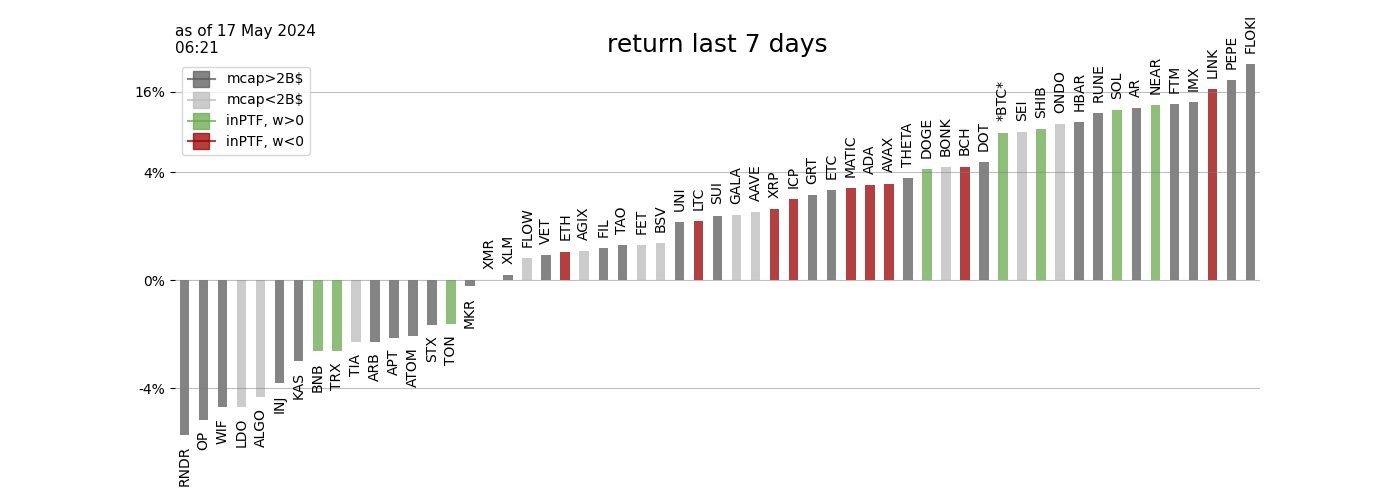 as of 17 May 2024
06:21
return last 7 days
mcap>2B$
mcap<2B$
inPTF, w>0
inPTF, w<0
16%
4%
0%
-4%
RNDR
OP
WIF
LDO
ALGO
INJ
KAS
BNB
TRX
TIA
ARB
APT
ATOM
STX
TON
MKR
XMR
XLM
FLOW
VET
ETH
AGIX
FIL
TAO
FET
BSV
UNI
LTC
SUI
GALA
AAVE
XRP
ICP
GRT
ETC
MATIC
ADA
AVAX
THETA
DOGE
BONK
BCH
DOT
*BTC*
SEI
SHIB
ONDO
HBAR
RUNE
SOL
AR
NEAR
FTM
IMX
LINK
PEPE
FLOKI